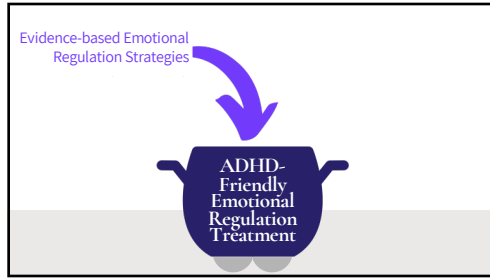 Evidence-based Emotional
Regulation Strategies
ADHD-
Friendly
Emotional
Regulation
Treatment